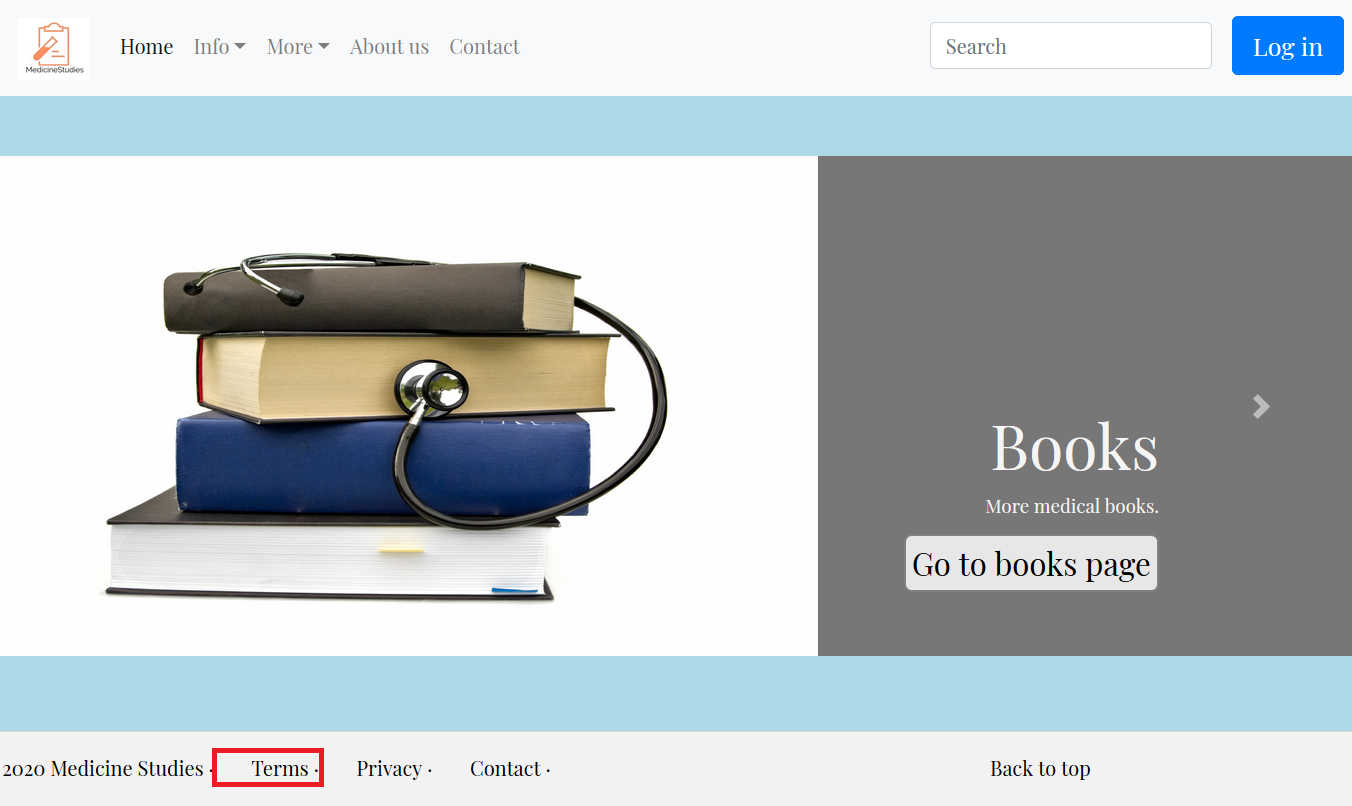 MedicineStudies
Home Info More About us Contact Search Log in
Books
More medical books.
Go to books page
2020 Medicine Studies · Terms · Privacy · Contact · Back to top